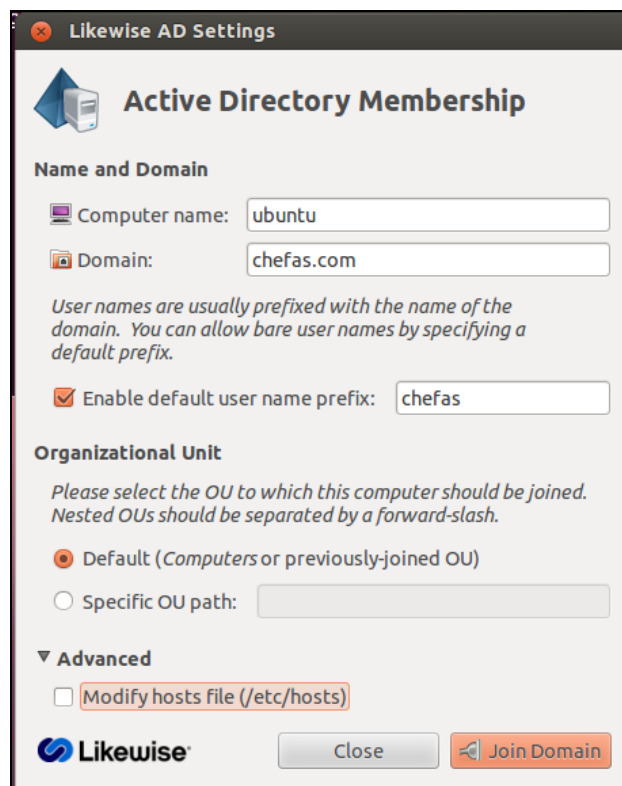 Likewise AD Settings
Active Directory Membership
Name and Domain
Computer name: ubuntu
Domain: chefas.com
User names are usually prefixed with the name of the
domain. You can allow bare user names by specifying a
default prefix.
Enable default user name prefix: chefas
Organizational Unit
Please select the OU to which this computer should be joined.
Nested OUs should be separated by a forward-slash.
Default (Computers or previously-joined OU)
Specific OU path:
Advanced
Modify hosts file (/etc/hosts)
Likewise Close Join Domain